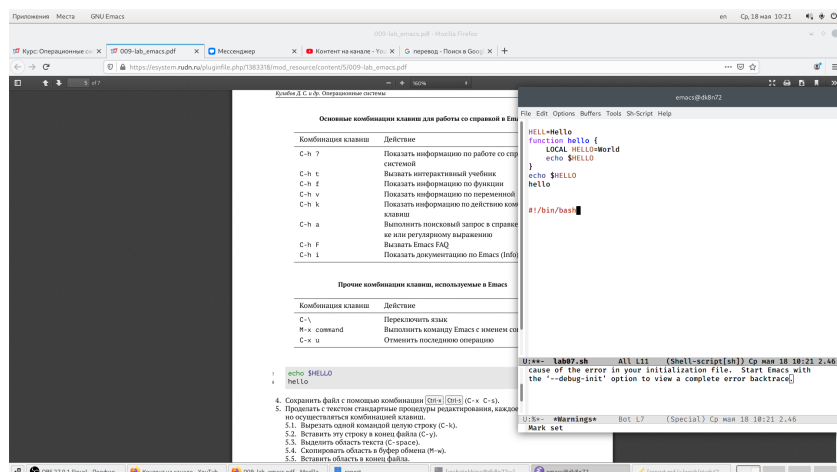 Приложения Места GNU Emacs
en Ср, 18 мая 10:21
009-lab_emacs.pdf - Mozilla Firefox
Курс: Операционные си
009-lab_emacs.pdf
Мессенджер
Контент на канале - You
перевод - Поиск в Googl
https://esystem.rudn.ru/pluginfile.php/1383318/mod_resource/content/5/009-lab_emacs.pdf
5 из 7
160%
Кулябов Д. С. и др. Операционные системы
Основные комбинации клавиш для работы со справкой в Ema
Комбинация клавиш Действие
C-h ? Показать информацию по работе со спр
системой
C-h t Вызвать интерактивный учебник
C-h f Показать информацию по функции
C-h v Показать информацию по переменной
C-h k Показать информацию по действию ком
клавиш
C-h a Выполнить поисковый запрос в справке
ке или регулярному выражению
C-h F Вызвать Emacs FAQ
C-h i Показать документацию по Emacs (Info)
Прочие комбинации клавиш, используемые в Emacs
Комбинация клавиш Действие
C-\ Переключить язык
M-x command Выполнить команду Emacs с именем com
C-x u Отменить последнюю операцию
echo $HELLO
hello
4. Сохранить файл с помощью комбинации Ctrl-x Ctrl-s (C-x C-s).
5. Проделать с текстом стандартные процедуры редактирования, каждое
но осуществляться комбинацией клавиш.
5.1. Вырезать одной командой целую строку (C-k).
5.2. Вставить эту строку в конец файла (C-y).
5.3. Выделить область текста (C-space).
5.4. Скопировать область в буфер обмена (M-w).
5.5. Вставить область в конец файла.
emacs@dk8n72
File Edit Options Buffers Tools Sh-Script Help
HELL=Hello
function hello {
LOCAL HELLO=World
echo $HELLO
}
echo $HELLO
hello
#!/bin/bash
U:**- lab07.sh All L11 (Shell-script[sh]) Ср мая 18 10:21 2.46
cause of the error in your initialization file. Start Emacs with
the '--debug-init' option to view a complete error backtrace.
U:%*- *Warnings* Bot L7 (Special) Ср мая 18 10:21 2.46
Mark set